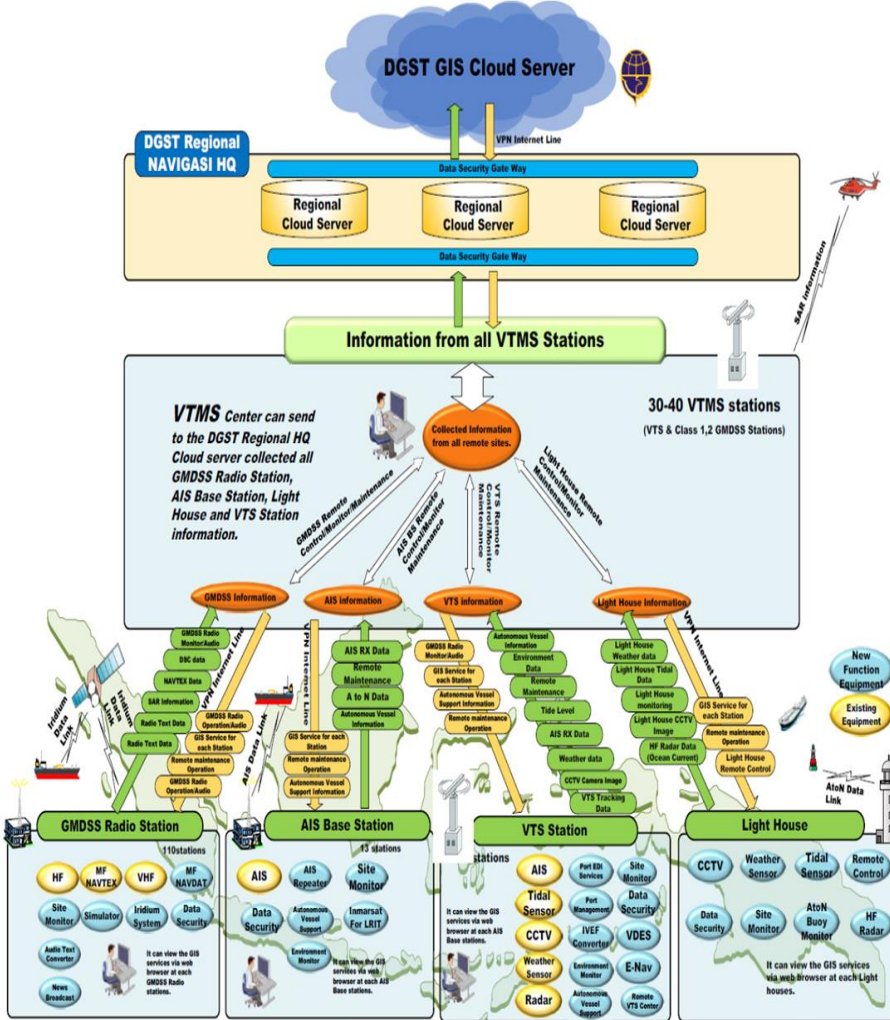 DGST GIS Cloud Server
VPN Internet Line
DGST Regional
NAVIGASI HQ
Data Security Gate Way
Regional
Cloud Server
Regional
Cloud Server
Regional
Cloud Server
Data Security Gate Way
SAR Information
Information from all VTMS Stations
VTMS Center can send
to the DGST Regional HQ
Cloud server collected all
GMDSS Radio Station,
AIS Base Station, Light
House and VTS Station
information.
Collected Information
from all remote sites.
30-40 VTMS stations
(VTS & Class 1,2 GMDSS Stations)
GMDSS Remote
Control/Monitor/Maintenance
AIS BS Remote
Control/Monitor
Maintenance
VTS Remote
Control/Monitor
Maintenance
Light House Remote
Control/Monitor
Maintenance
GMDSS Information
AIS information
VTS information
Light House Information
Iridium
Data
Link
Iridium
Data
Link
GMDSS Radio
Monitor/Audio
DSC data
NAVTEX Data
SAR Information
Radio Text Data
Radio Text Data
VPN Internet Line
GMDSS Radio
Operation/Audio
GIS Service for
each Station
Remote maintenance
Operation
GMDSS Radio
Operation/Audio
AIS Data Link
VPN Internet Line
GIS Service for each
Station
Remote maintenance
Operation
Autonomous Vessel
Support Information
AIS RX Data
Remote
Maintenance
A to N Data
Autonomous Vessel
Information
GMDSS Radio
Monitor/Audio
GIS Service for
each Station
Autonomous Vessel
Support Information
Remote maintenance
Operation
Autonomous Vessel
Information
Environment
Data
Remote
Maintenance
Tide Level
AIS RX Data
Weather data
CCTV Camera Image
VTS Tracking
Data
Light House
Weather data
Light House Tidal
Data
Light House
monitoring
Light House CCTV
Image
HF Radar Data
(Ocean Current)
VPN Internet Line
GIS Service for
each Station
Remote maintenance
Operation
Light House
Remote Control
New
Function
Equipment
Existing
Equipment
AtoN Data
Link
GMDSS Radio Station
110stations
HF
MF
NAVTEX
VHF
MF
NAVDAT
Site
Monitor
Simulator
Iridium
System
Data
Security
Audio Text
Converter
News
Broadcast
It can view the GIS
services via web
browser at each
GMDSS Radio
stations.
AIS Base Station
13 stations
AIS
AIS
Repeater
Site
Monitor
Data
Security
Autonomous
Vessel
Support
Inmarsat
For LRIT
Environment
Monitor
It can view the GIS
services via web
browser at each AIS
Base stations.
VTS Station
stations
AIS
Port EDI
Services
Site
Monitor
Tidal
Sensor
Port
Management
Data
Security
CCTV
IVEF
Converter
VDES
Weather
Sensor
Environment
Monitor
E-Nav
Radar
Autonomous
Vessel
Support
Remote
VTS Center
It can view the GIS
services via web
browser at each AIS
Base stations.
Light House
CCTV
Weather
Sensor
Tidal
Sensor
Remote
Control
Data
Security
Site
Monitor
AtoN
Buoy
Monitor
HF
Radar
It can view the GIS services
via web browser at each Light
houses.